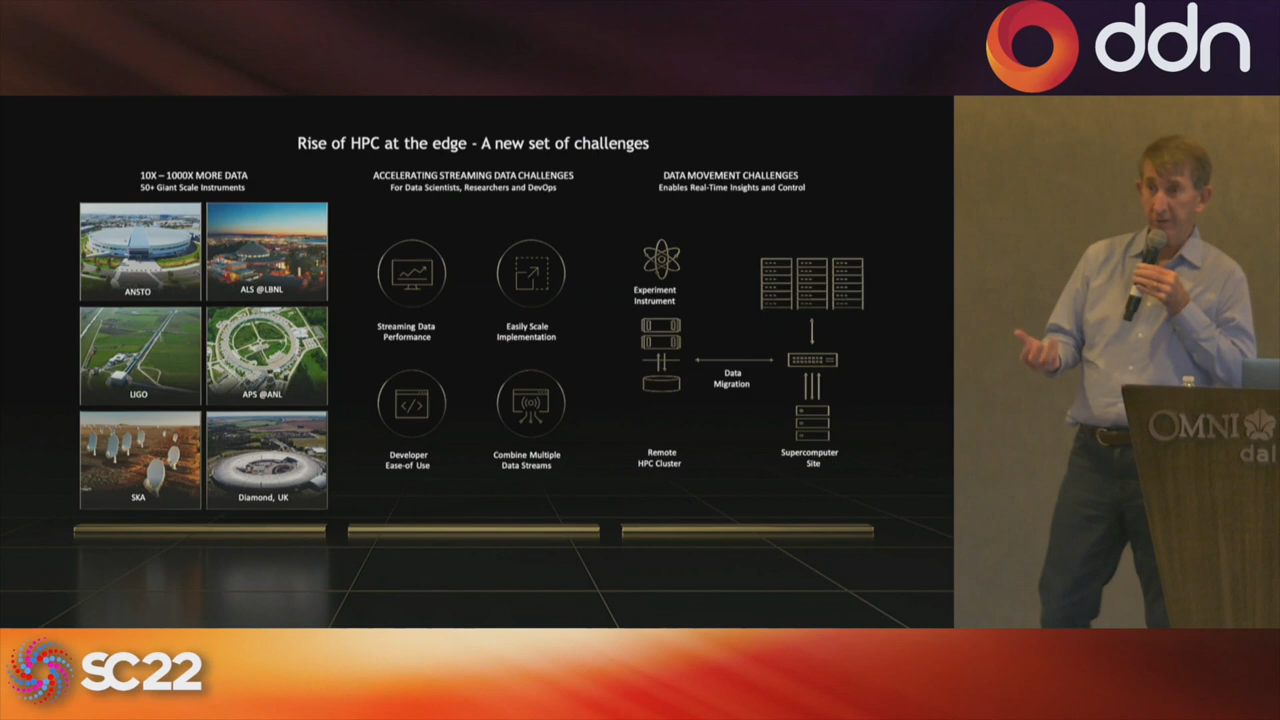 ddn
Rise of HPC at the edge - A new set of challenges
10X – 1000X MORE DATA
50+ Giant Scale Instruments
ANSTO
ALS @LBNL
LIGO
APS @ANL
SKA
Diamond, UK
ACCELERATING STREAMING DATA CHALLENGES
For Data Scientists, Researchers and DevOps
Streaming Data
Performance
Easily Scale
Implementation
Developer
Ease-of Use
Combine Multiple
Data Streams
DATA MOVEMENT CHALLENGES
Enables Real-Time Insights and Control
Experiment
Instrument
Data
Migration
Remote
HPC Cluster
Supercomputer
Site
OMNI
dal
SC22